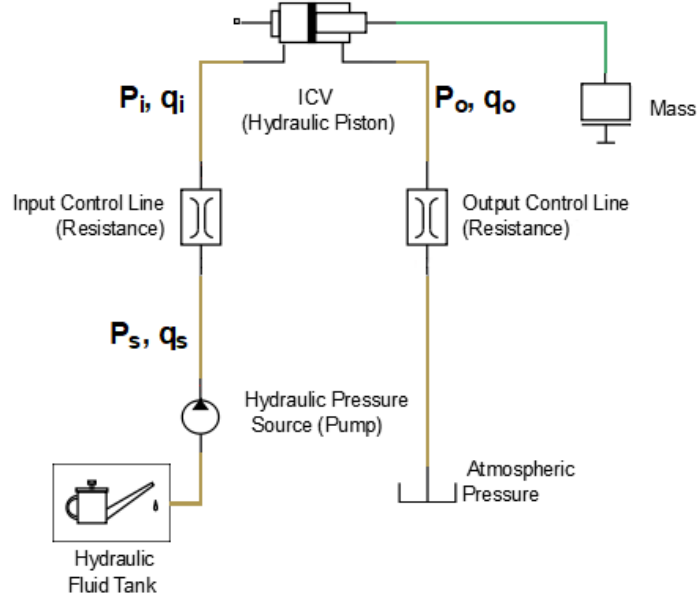 Pi, qi
ICV
(Hydraulic Piston)
Po, qo
Mass
Input Control Line
(Resistance)
Output Control Line
(Resistance)
Ps, qs
Hydraulic Pressure
Source (Pump)
Atmospheric
Pressure
Hydraulic
Fluid Tank